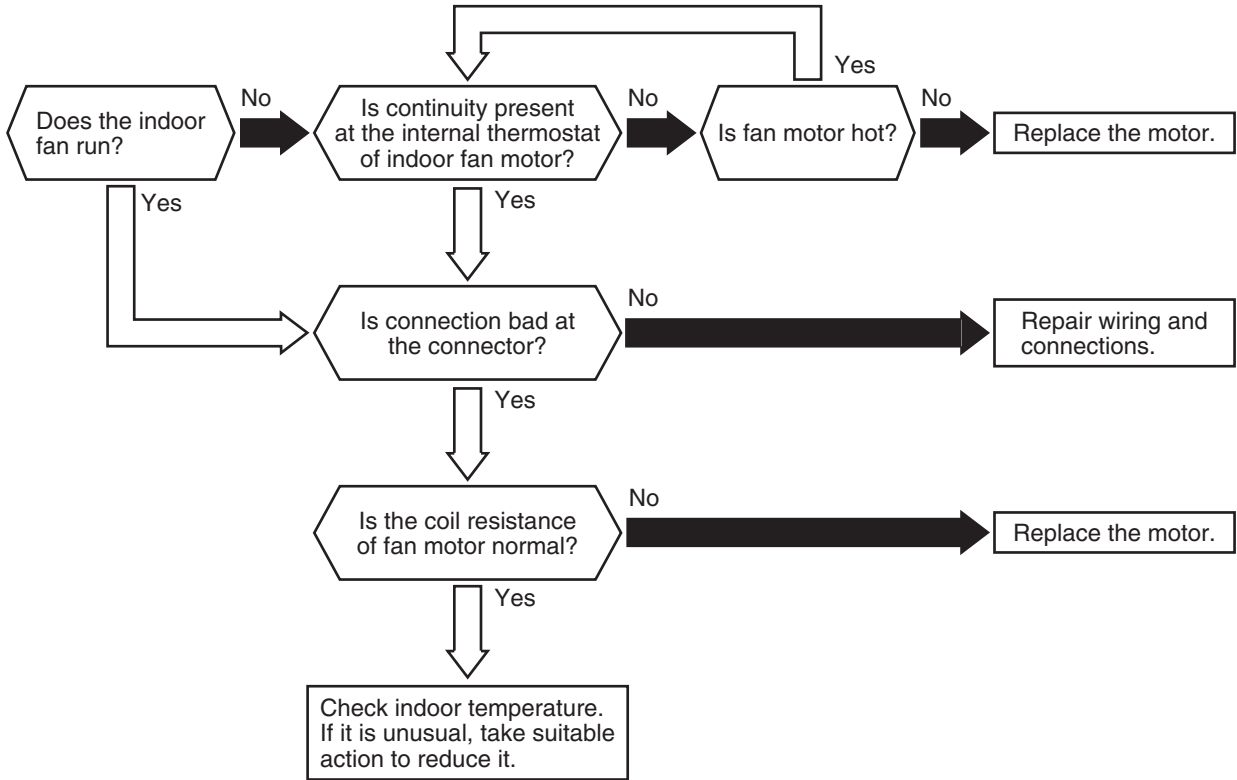 Yes
Does the indoor
fan run?
No
Is continuity present
at the internal thermostat
of indoor fan motor?
No
Is fan motor hot?
No
Replace the motor.
Yes
Yes
Is connection bad at
the connector?
No
Repair wiring and
connections.
Yes
Is the coil resistance
of fan motor normal?
No
Replace the motor.
Yes
Check indoor temperature.
If it is unusual, take suitable
action to reduce it.